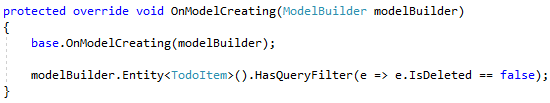 protected override void OnModelCreating(ModelBuilder modelBuilder)
{
    base.OnModelCreating(modelBuilder);
    modelBuilder.Entity<TodoItem>().HasQueryFilter(e => e.IsDeleted == false);
}